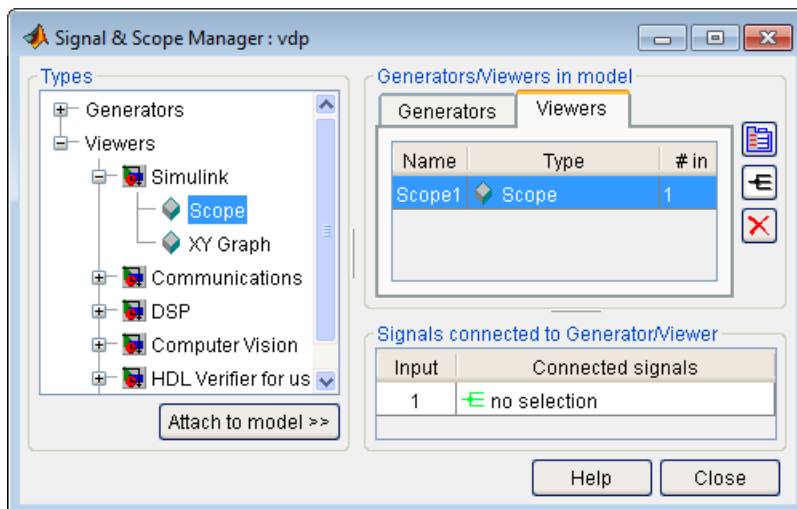 Signal & Scope Manager : vdp
Types
Generators
Viewers
Simulink
Scope
XY Graph
Communications
DSP
Computer Vision
HDL Verifier for us
Attach to model >>
Generators/Viewers in model
Generators Viewers
Name Type # in
Scope1 Scope 1
Signals connected to Generator/Viewer
Input Connected signals
1 no selection
Help Close